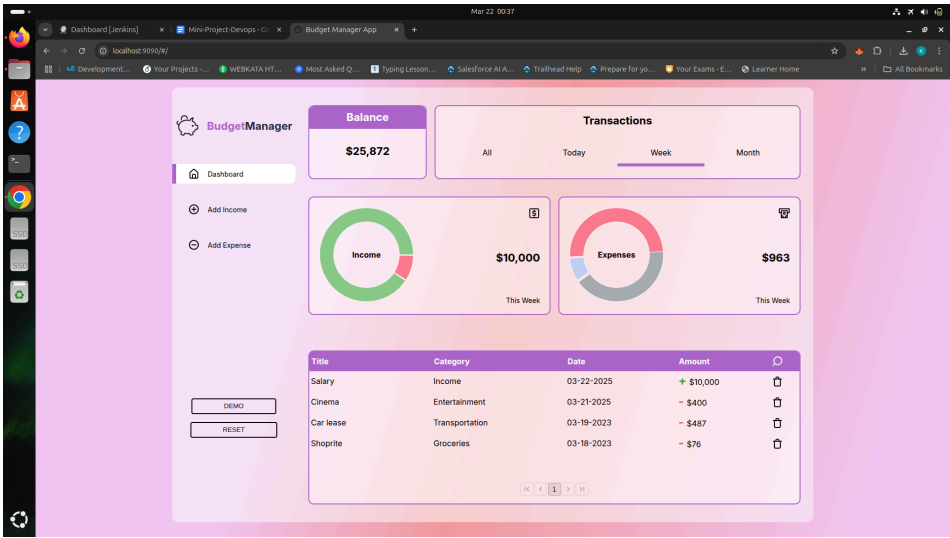 Mar 22 00:37
Dashboard [Jenkins] × Mini-Project-Devops - Go × Budget Manager App × +
localhost:9090/#/
Development... Your Projects -... WEBKATA HT... Most Asked Q... Typing Lesson... Salesforce AI A... Trailhead Help Prepare for yo... Your Exams - E... Learner Home » All Bookmarks
BudgetManager
Dashboard
Add Income
Add Expense
DEMO
RESET
Balance
$25,872
Transactions
All Today Week Month
Income
$10,000
This Week
Expenses
$963
This Week
Title Category Date Amount
Salary Income 03-22-2025 + $10,000
Cinema Entertainment 03-21-2025 - $400
Car lease Transportation 03-19-2023 - $487
Shoprite Groceries 03-18-2023 - $76
1
SSD
SSD